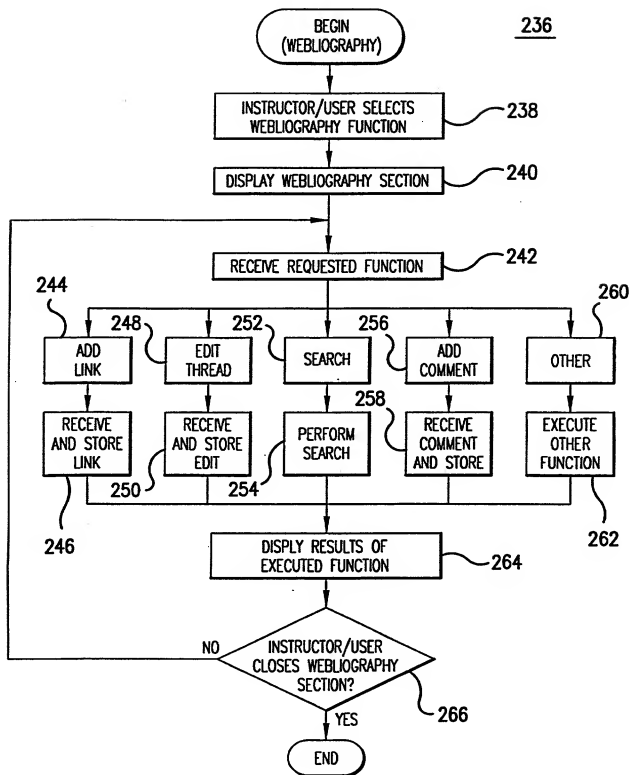 BEGIN
(WEBLIOGRAPHY)
236
INSTRUCTOR/USER SELECTS
WEBLIOGRAPHY FUNCTION
238
DISPLAY WEBLIOGRAPHY SECTION
240
RECEIVE REQUESTED FUNCTION
242
244
248
252
256
260
ADD
LINK
EDIT
THREAD
SEARCH
ADD
COMMENT
OTHER
258
RECEIVE
AND STORE
LINK
RECEIVE
AND STORE
EDIT
PERFORM
SEARCH
RECEIVE
COMMENT
AND STORE
EXECUTE
OTHER
FUNCTION
246
250
254
262
DISPLY RESULTS OF
EXECUTED FUNCTION
264
NO
INSTRUCTOR/USER
CLOSES WEBLIOGRAPHY
SECTION?
266
YES
END